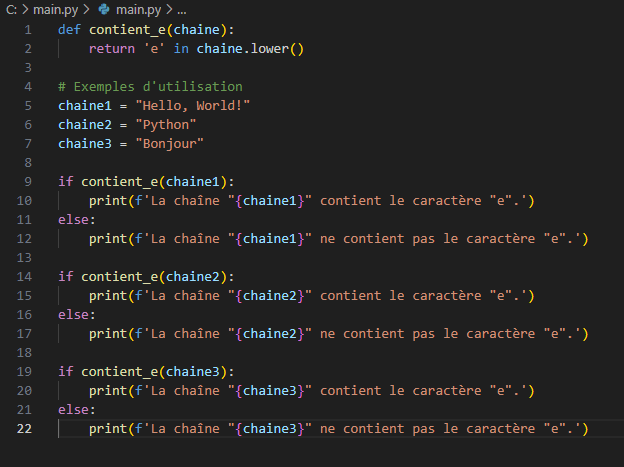 C: > main.py > main.py > ...
1 def contient_e(chaine):
2     return 'e' in chaine.lower()
3
4 # Exemples d'utilisation
5 chaine1 = "Hello, World!"
6 chaine2 = "Python"
7 chaine3 = "Bonjour"
8
9 if contient_e(chaine1):
10     print(f'La chaîne "{chaine1}" contient le caractère "e".')
11 else:
12     print(f'La chaîne "{chaine1}" ne contient pas le caractère "e".')
13
14 if contient_e(chaine2):
15     print(f'La chaîne "{chaine2}" contient le caractère "e".')
16 else:
17     print(f'La chaîne "{chaine2}" ne contient pas le caractère "e".')
18
19 if contient_e(chaine3):
20     print(f'La chaîne "{chaine3}" contient le caractère "e".')
21 else:
22     print(f'La chaîne "{chaine3}" ne contient pas le caractère "e".')